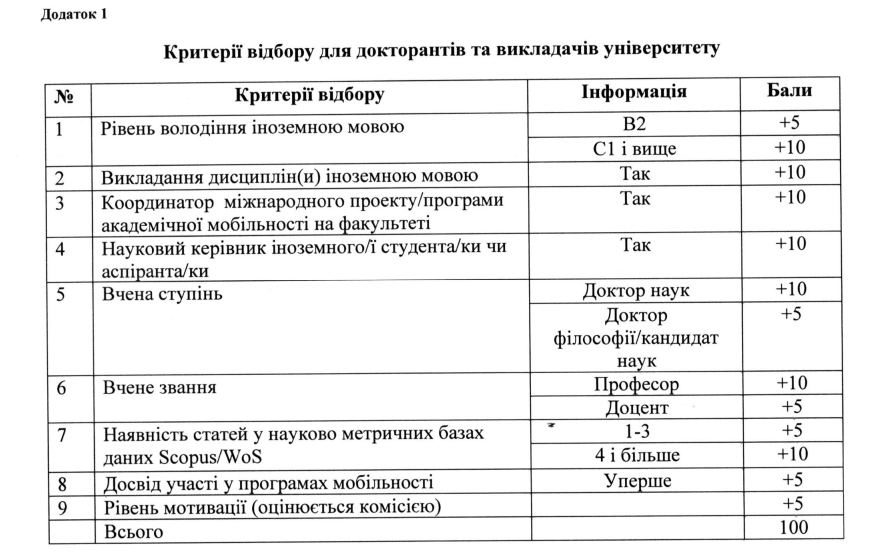 Додаток 1
Критерії відбору для докторантів та викладачів університету
№ Критерії відбору Інформація Бали
1 Рівень володіння іноземною мовою В2 +5
С1 і вище +10
2 Викладання дисциплін(и) іноземною мовою Так +10
3 Координатор міжнародного проекту/програми Так +10
академічної мобільності на факультеті
4 Науковий керівник іноземного/ї студента/ки чи Так +10
аспіранта/ки
5 Вчена ступінь Доктор наук +10
Доктор +5
філософії/кандидат
наук
6 Вчене звання Професор +10
Доцент +5
7 Наявність статей у науково метричних базах 1-3 +5
даних Scopus/WoS 4 і більше +10
8 Досвід участі у програмах мобільності Уперше +5
9 Рівень мотивації (оцінюється комісією) +5
Всього 100